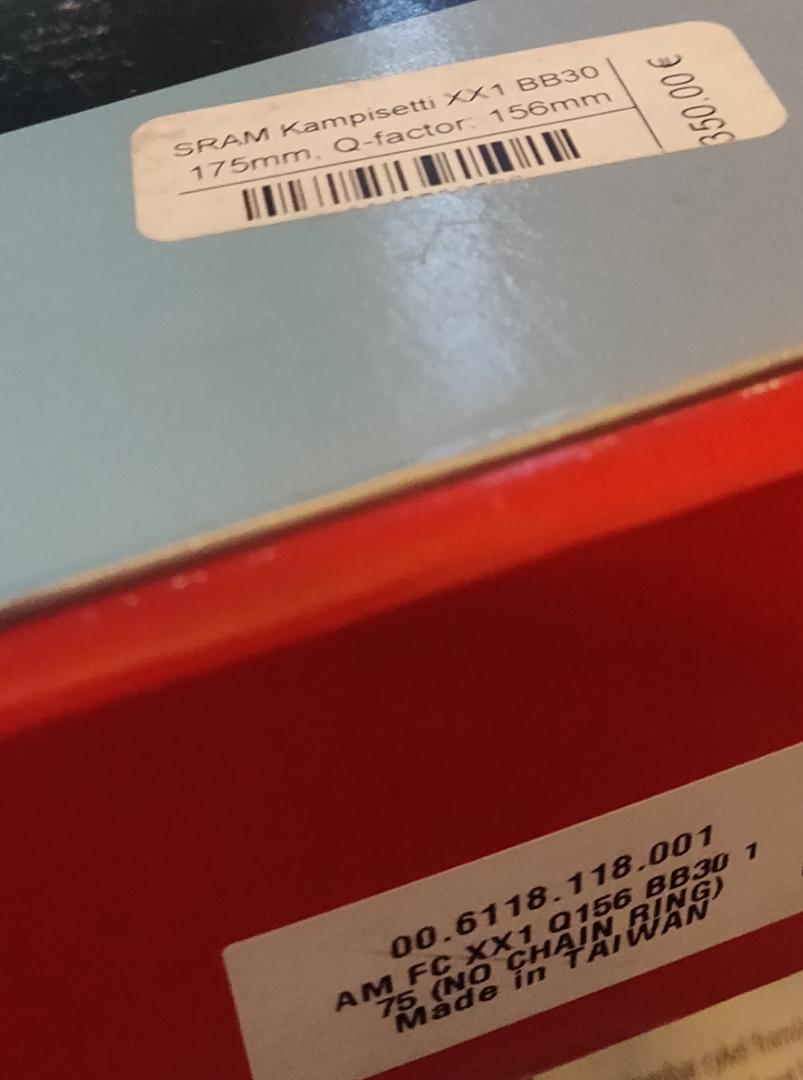 SRAM Kampisetti XX1 BB30
175mm. Q-factor: 156mm
350.00€
00.6118.118.001
AM FC XX1 Q156 BB30 1
75 (NO CHAIN RING)
Made in TAIWAN